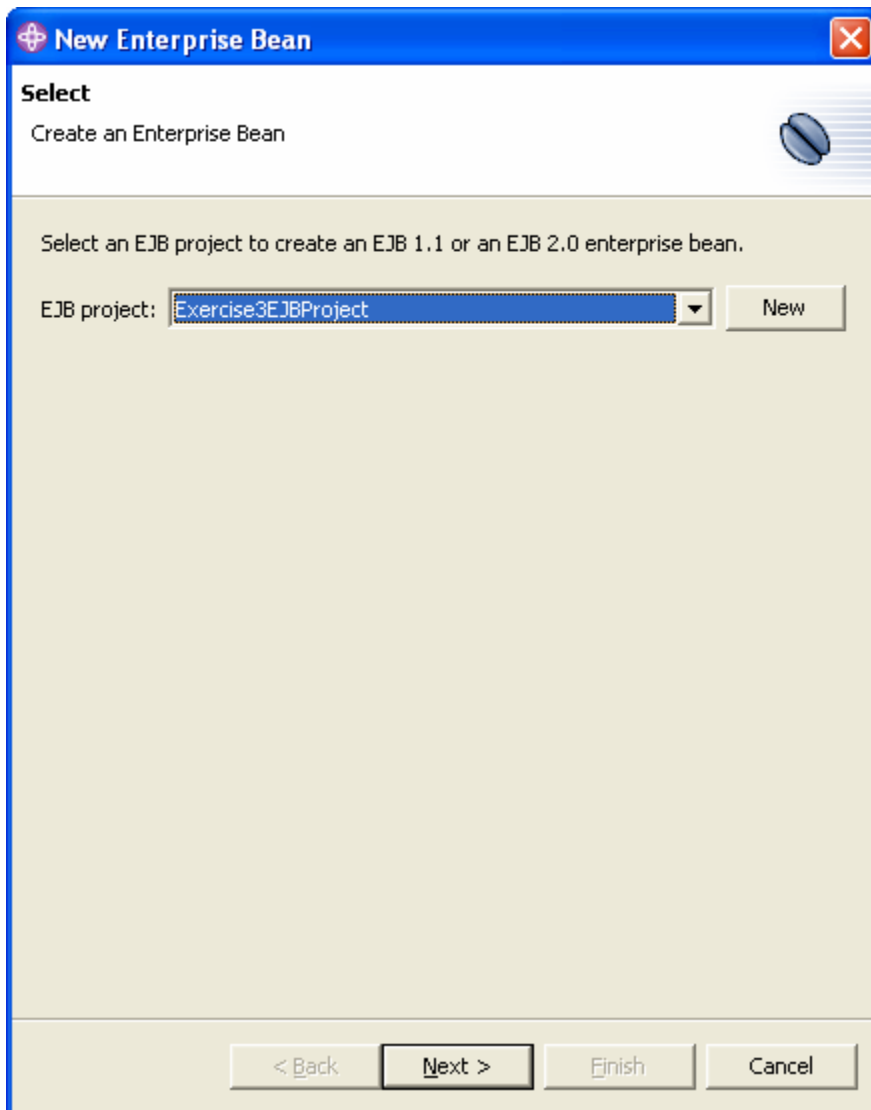 New Enterprise Bean
Select
Create an Enterprise Bean
Select an EJB project to create an EJB 1.1 or an EJB 2.0 enterprise bean.
EJB project: Exercise3EJBProject New
< Back Next > Finish Cancel